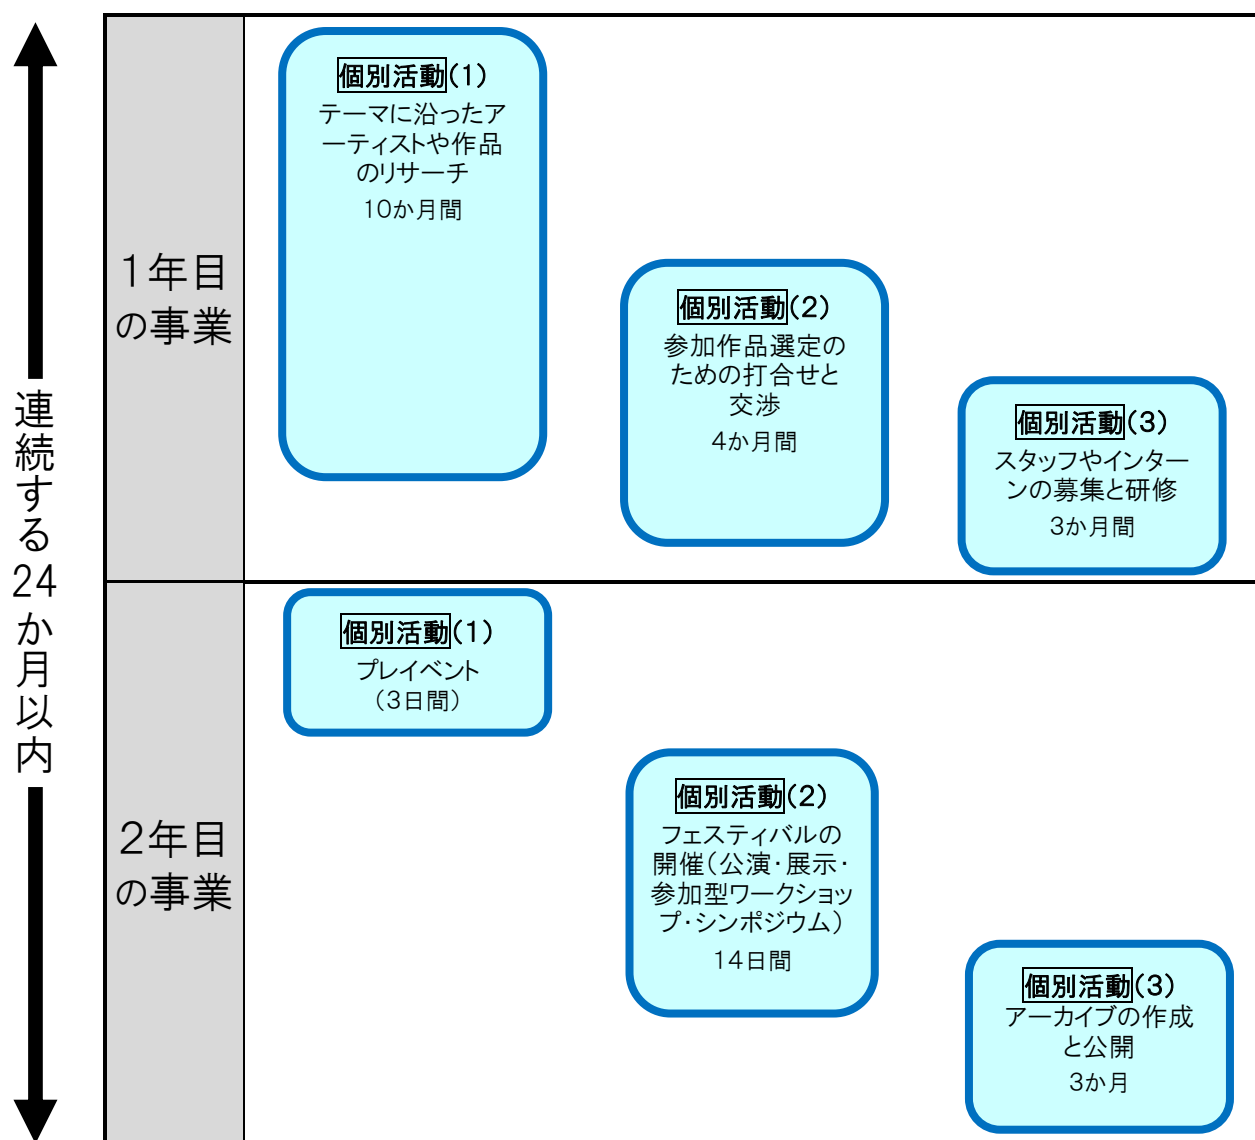 連続する24か月以内
1年目
の事業
個別活動(1)
テーマに沿ったア
ーティストや作品
のリサーチ
10か月間
個別活動(2)
参加作品選定の
ための打合せと
交渉
4か月間
個別活動(3)
スタッフやインター
ンの募集と研修
3か月間
2年目
の事業
個別活動(1)
プレイベント
(3日間)
個別活動(2)
フェスティバルの
開催(公演・展示・
参加型ワークショッ
プ・シンポジウム)
14日間
個別活動(3)
アーカイブの作成
と公開
3か月